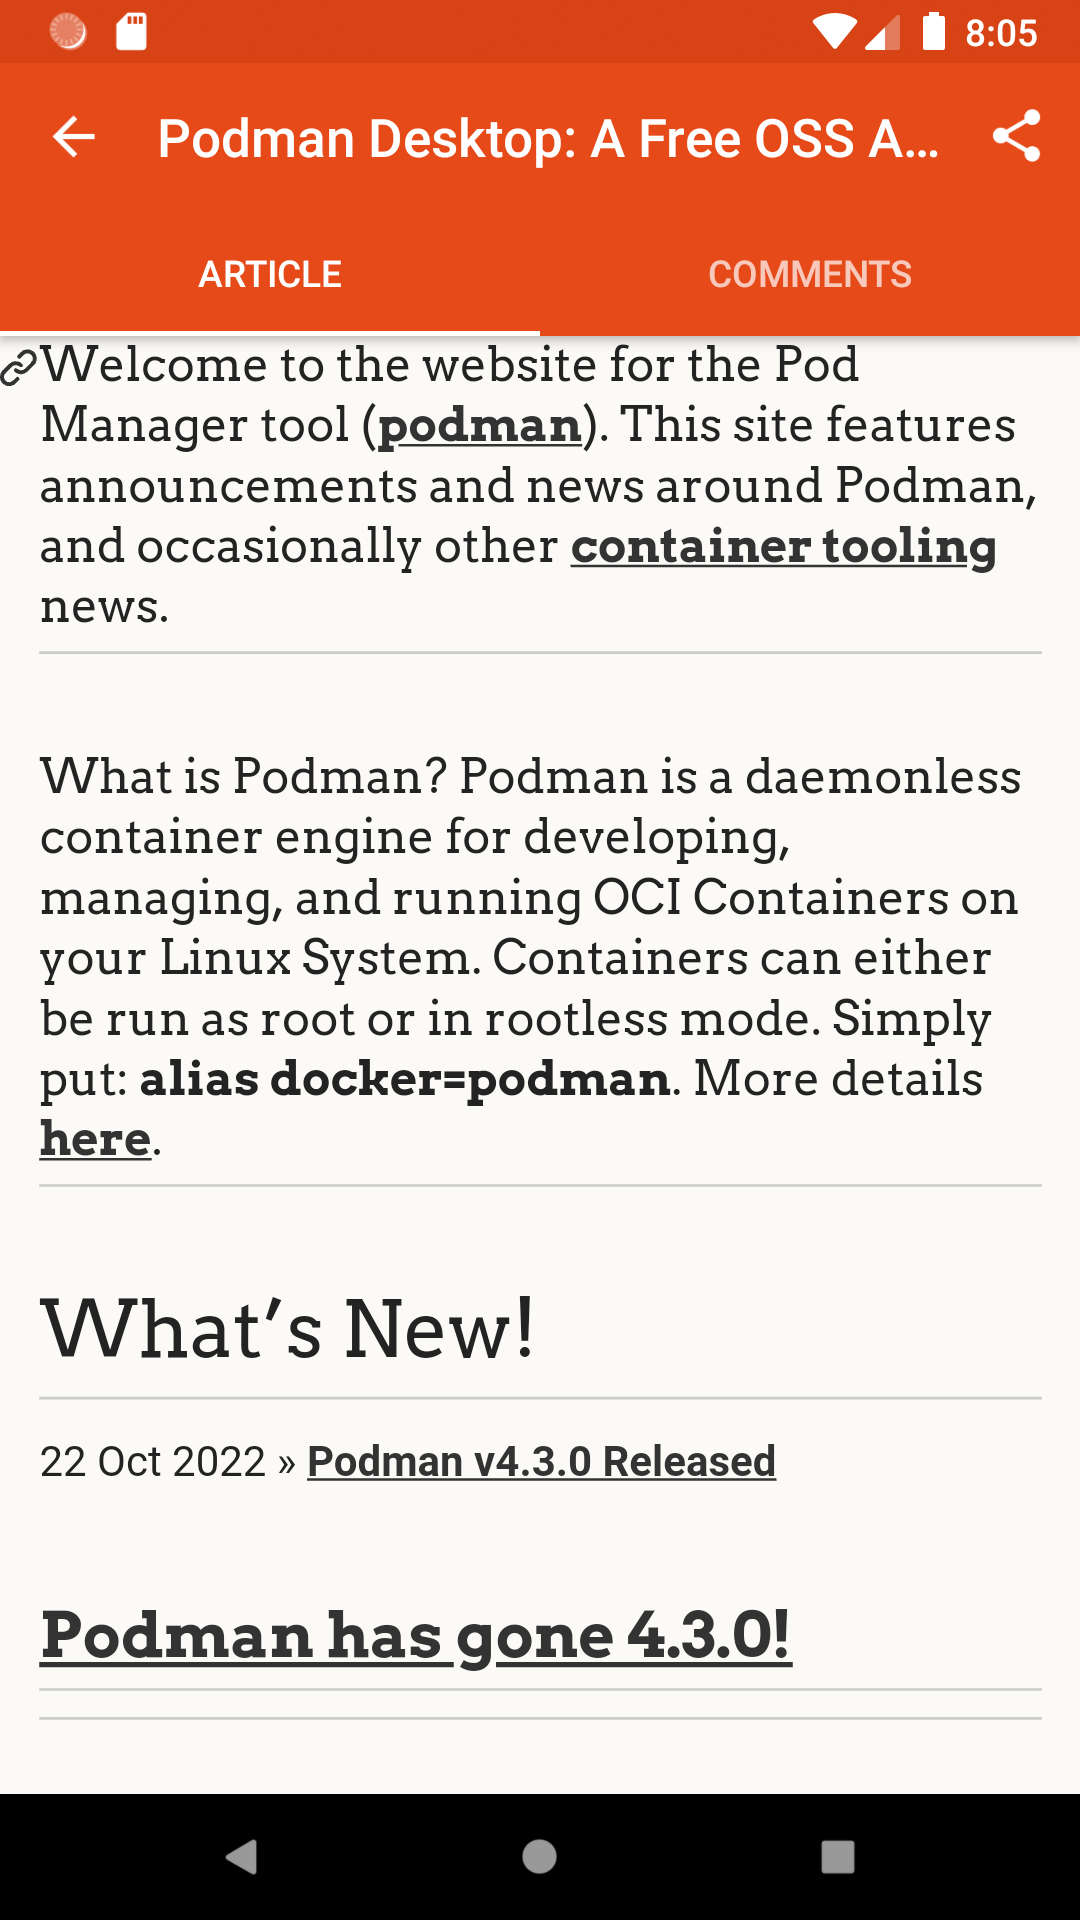 8:05
Podman Desktop: A Free OSS A...
ARTICLE
COMMENTS
Welcome to the website for the Pod
Manager tool (podman). This site features
announcements and news around Podman,
and occasionally other container tooling
news.
What is Podman? Podman is a daemonless
container engine for developing,
managing, and running OCI Containers on
your Linux System. Containers can either
be run as root or in rootless mode. Simply
put: alias docker=podman. More details
here.
What’s New!
22 Oct 2022 » Podman v4.3.0 Released
Podman has gone 4.3.0!